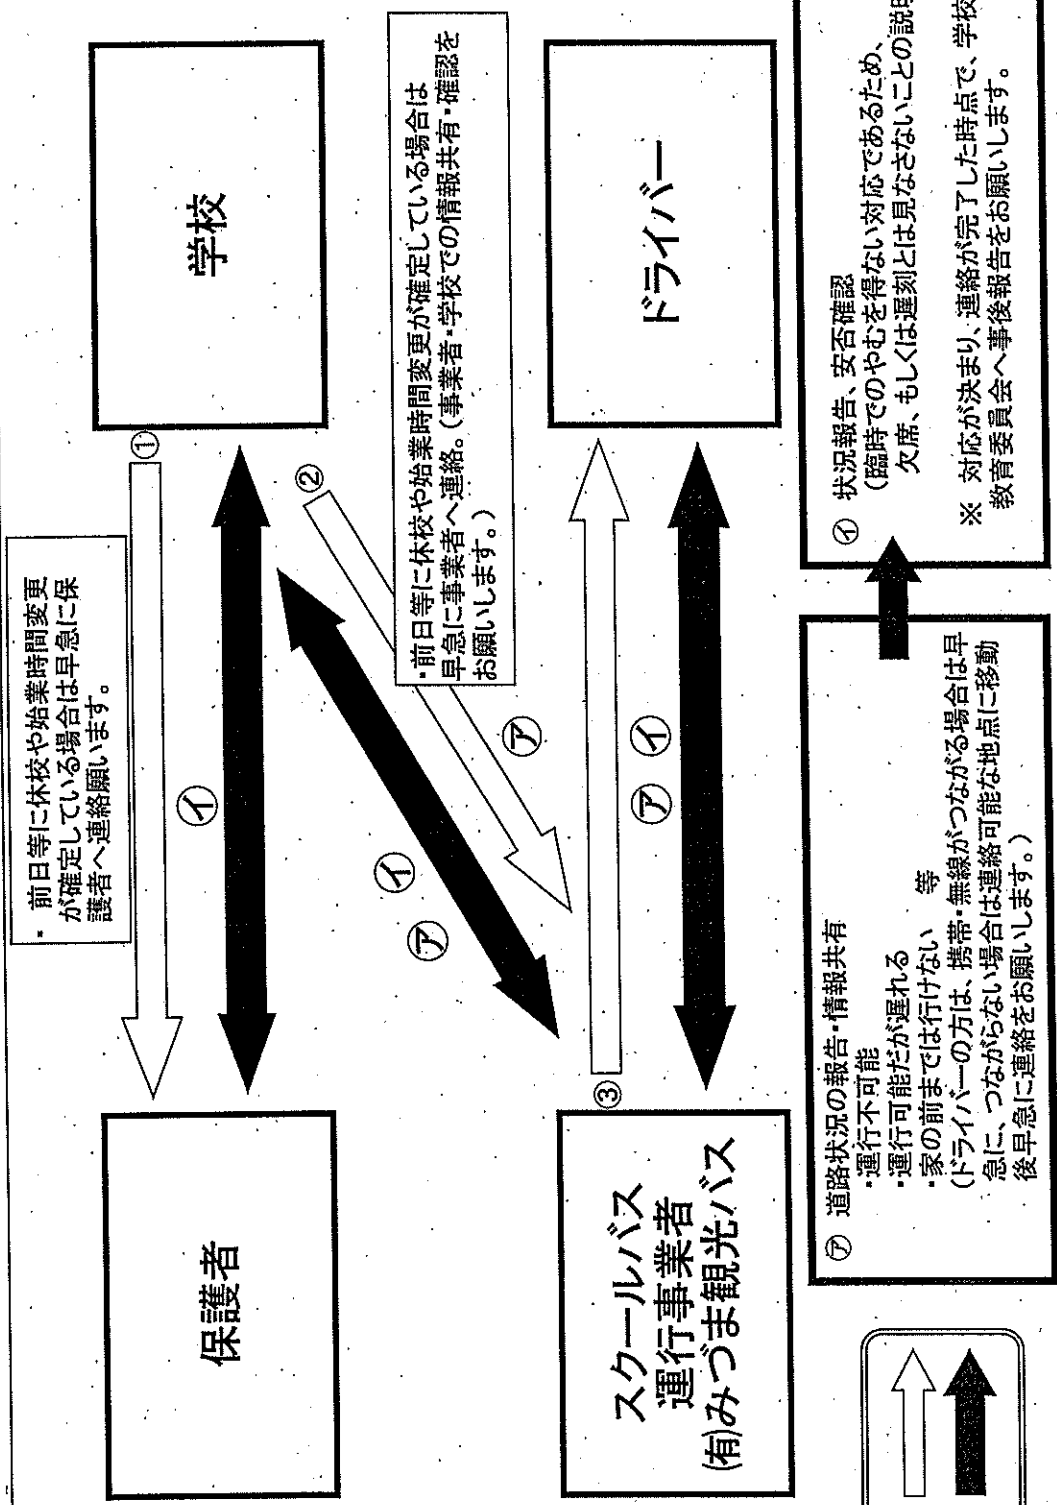 ・ 前日等に休校や始業時間変更
が確定している場合は早急に保
護者へ連絡願います。
保護者
①
学校
㋑
②
㋑
㋐
㋐
・前日等に休校や始業時間変更が確定している場合は
早急に事業者へ連絡。（事業者・学校での情報共有・確認を
お願いします。）
スクールバス
運行事業者
(有)みづま観光バス
③
ドライバー
㋐ ㋑
㋐ 道路状況の報告・情報共有
・運行不可能
・運行可能だが遅れる
・家の前までは行けない 等
(ドライバーの方は、携帯・無線がつながる場合は早
急に、つながらない場合は連絡可能な地点に移動
後早急に連絡をお願いします。)
㋑ 状況報告、安否確認
(臨時でのやむを得ない対応であるため、
欠席、もしくは遅刻とは見なさないことの説明
※ 対応が決まり、連絡が完了した時点で、学校
教育委員会へ事後報告をお願いします。